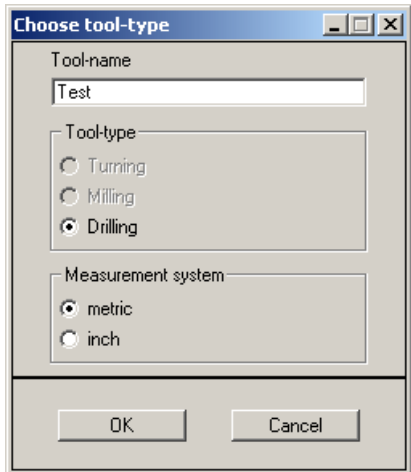 Choose tool-type
Tool-name
Test
Tool-type
Turning
Milling
Drilling
Measurement system
metric
inch
OK Cancel